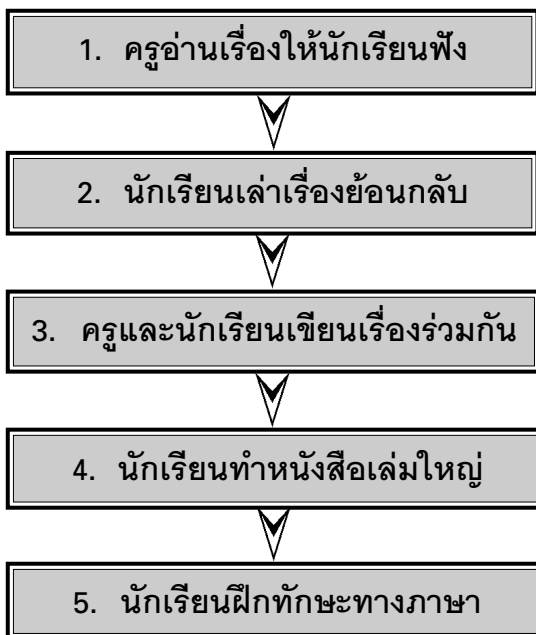 1. ครูอ่านเรื่องให้นักเรียนฟัง
2. นักเรียนเล่าเรื่องย้อนกลับ
3. ครูและนักเรียนเขียนเรื่องร่วมกัน
4. นักเรียนทำหนังสือเล่มใหญ่
5. นักเรียนฝึกทักษะทางภาษา